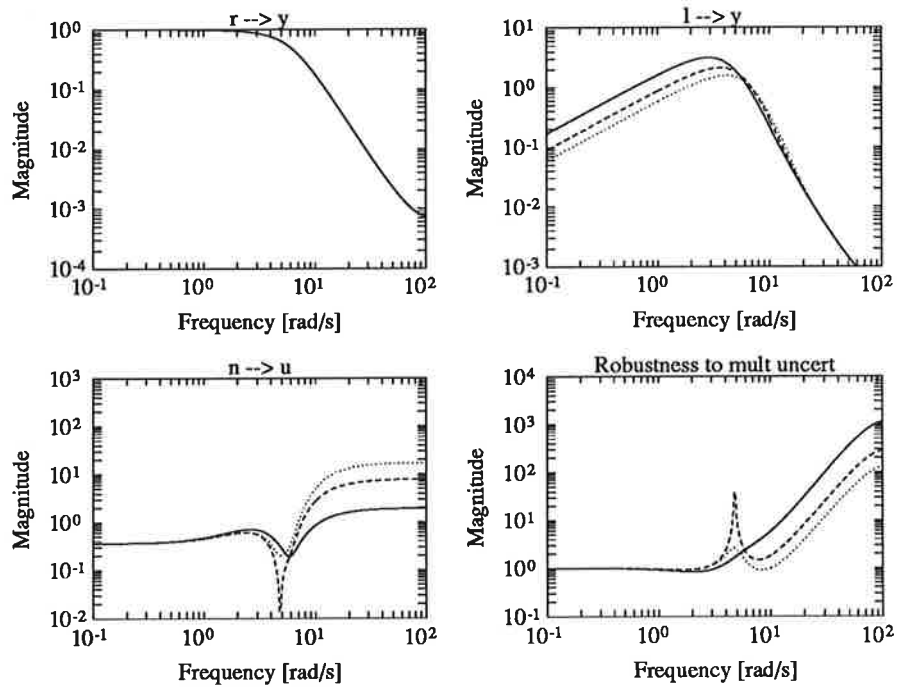 r --> y
10^0
10^-1
10^-2
10^-3
10^-4
Magnitude
10^-1 10^0 10^1 10^2
Frequency [rad/s]
l --> y
10^1
10^0
10^-1
10^-2
10^-3
Magnitude
10^-1 10^0 10^1 10^2
Frequency [rad/s]
n --> u
10^3
10^2
10^1
10^0
10^-1
10^-2
Magnitude
10^-1 10^0 10^1 10^2
Frequency [rad/s]
Robustness to mult uncert
10^4
10^3
10^2
10^1
10^0
10^-1
Magnitude
10^-1 10^0 10^1 10^2
Frequency [rad/s]